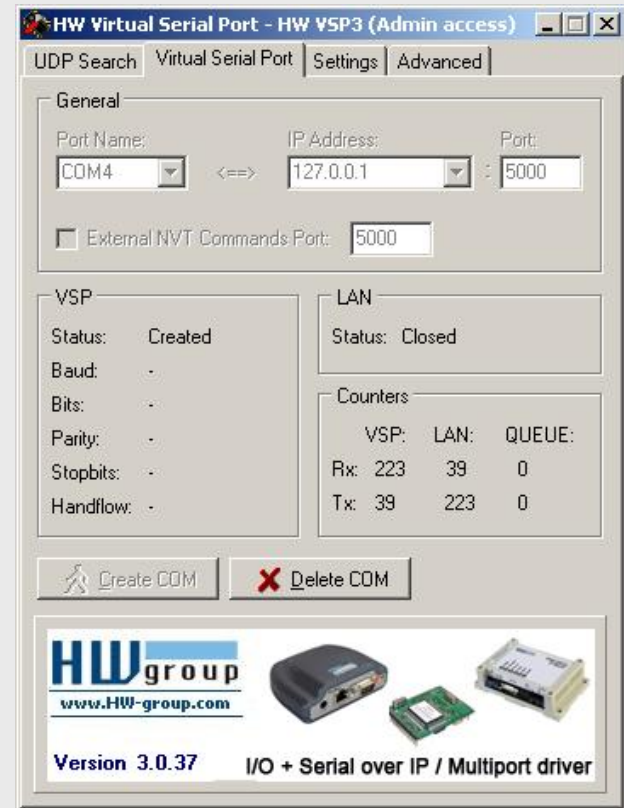 HW Virtual Serial Port - HW VSP3 (Admin access)
UDP Search Virtual Serial Port Settings Advanced
General
Port Name: IP Address: Port:
COM4 <==> 127.0.0.1 : 5000
External NVT Commands Port: 5000
VSP
Status: Created
Baud: -
Bits: -
Parity: -
Stopbits: -
Handflow: -
LAN
Status: Closed
Counters
VSP: LAN: QUEUE:
Rx: 223 39 0
Tx: 39 223 0
Create COM Delete COM
HW group
www.HW-group.com
Version 3.0.37
I/O + Serial over IP / Multiport driver